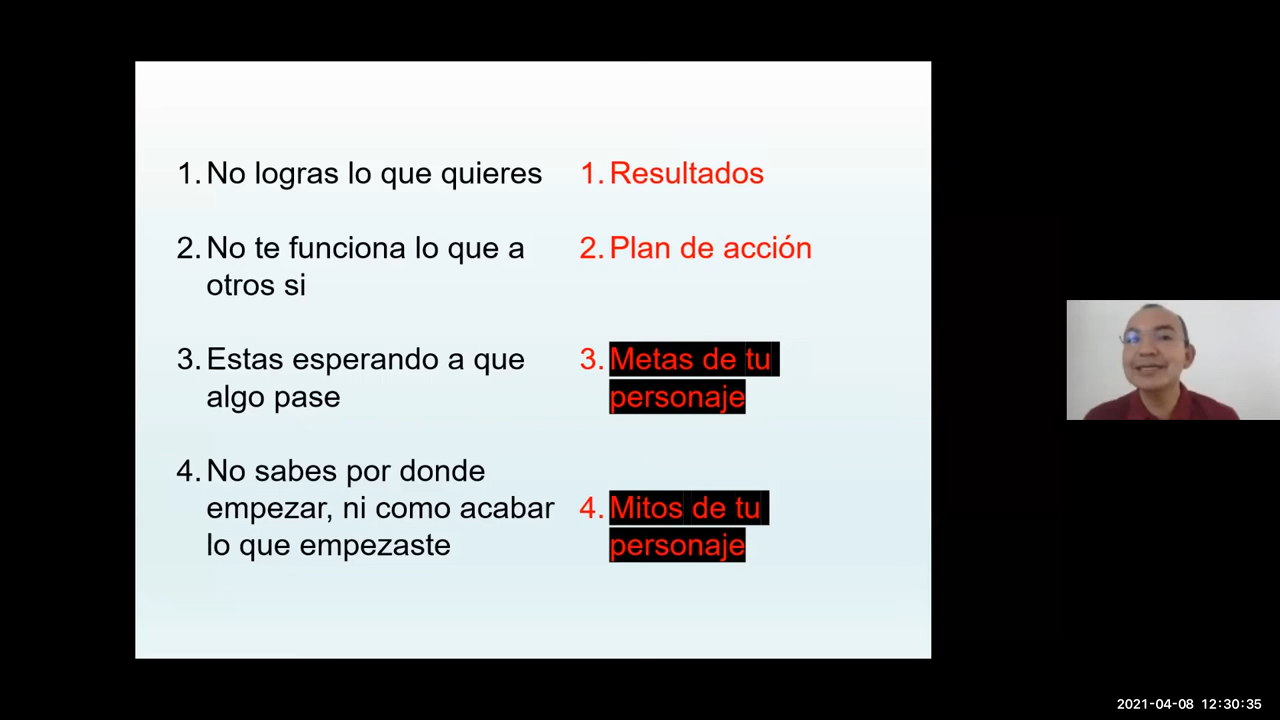 1. No logras lo que quieres
2. No te funciona lo que a
otros si
3. Estas esperando a que
algo pase
4. No sabes por donde
empezar, ni como acabar
lo que empezaste
1. Resultados
2. Plan de acción
3. Metas de tu
personaje
4. Mitos de tu
personaje
2021-04-08 12:30:35